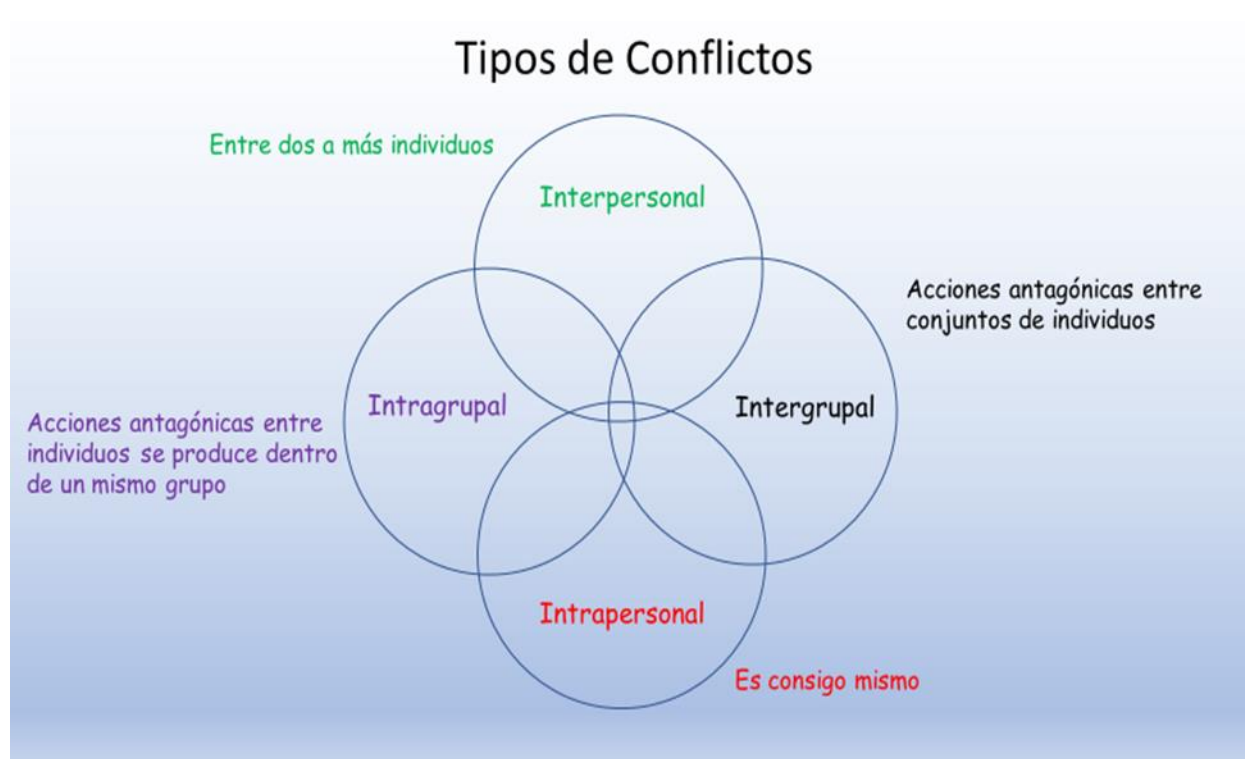 Tipos de Conflictos
Entre dos a más individuos
Interpersonal
Acciones antagónicas entre
conjuntos de individuos
Intragrupal
Intergrupal
Acciones antagónicas entre
individuos se produce dentro
de un mismo grupo
Intrapersonal
Es consigo mismo